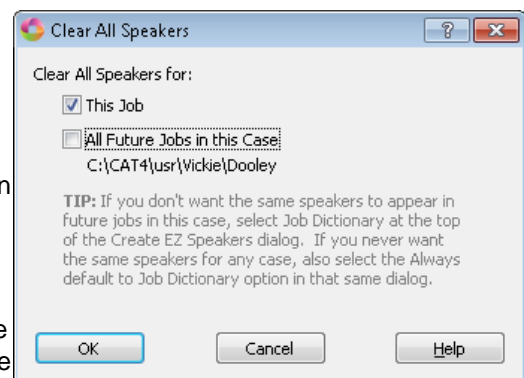 Clear All Speakers
Clear All Speakers for:
This Job
All Future Jobs in this Case
C:\CAT4\usr\Vickie\Dooley
n
TIP: If you don't want the same speakers to appear in
future jobs in this case, select Job Dictionary at the top
of the Create EZ Speakers dialog. If you never want
the same speakers for any case, also select the Always
default to Job Dictionary option in that same dialog.
e
OK Cancel Help
e